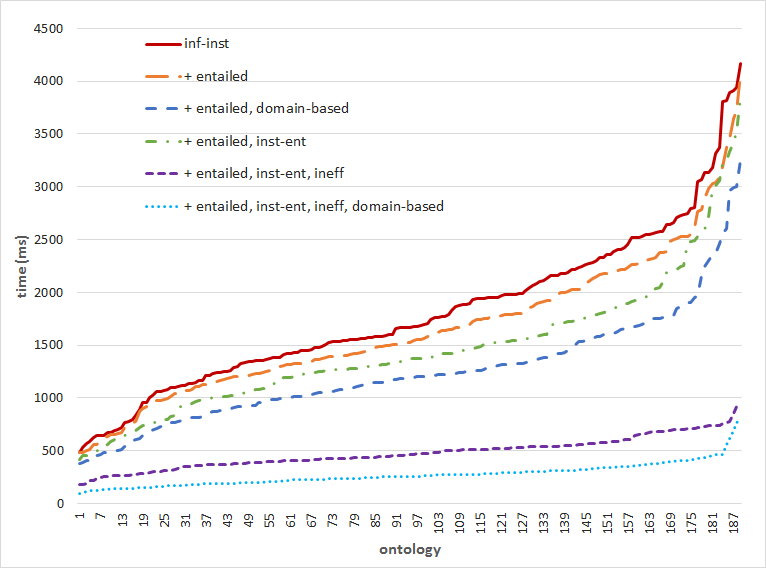 4500
4000
3500
3000
2500
2000
1500
1000
500
0
time (ms)
inf-inst
+ entailed
+ entailed, domain-based
+ entailed, inst-ent
+ entailed, inst-ent, ineff
+ entailed, inst-ent, ineff, domain-based
1 7 13 19 25 31 37 43 49 55 61 67 73 79 85 91 97 103 109 115 121 127 133 139 145 151 157 163 169 175 181 187
ontology